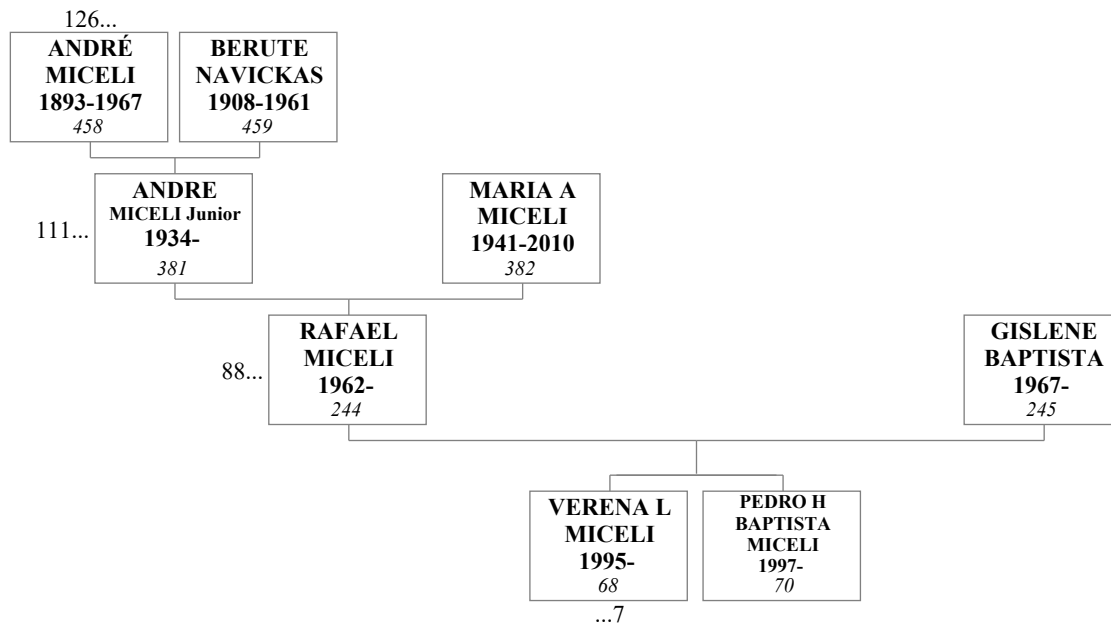 126...
ANDRÉ
MICELI
1893-1967
458
BERUTE
NAVICKAS
1908-1961
459
111...
ANDRE
MICELI Junior
1934-
381
MARIA A
MICELI
1941-2010
382
88...
RAFAEL
MICELI
1962-
244
GISLENE
BAPTISTA
1967-
245
VERENA L
MICELI
1995-
68
...7
PEDRO H
BAPTISTA
MICELI
1997-
70